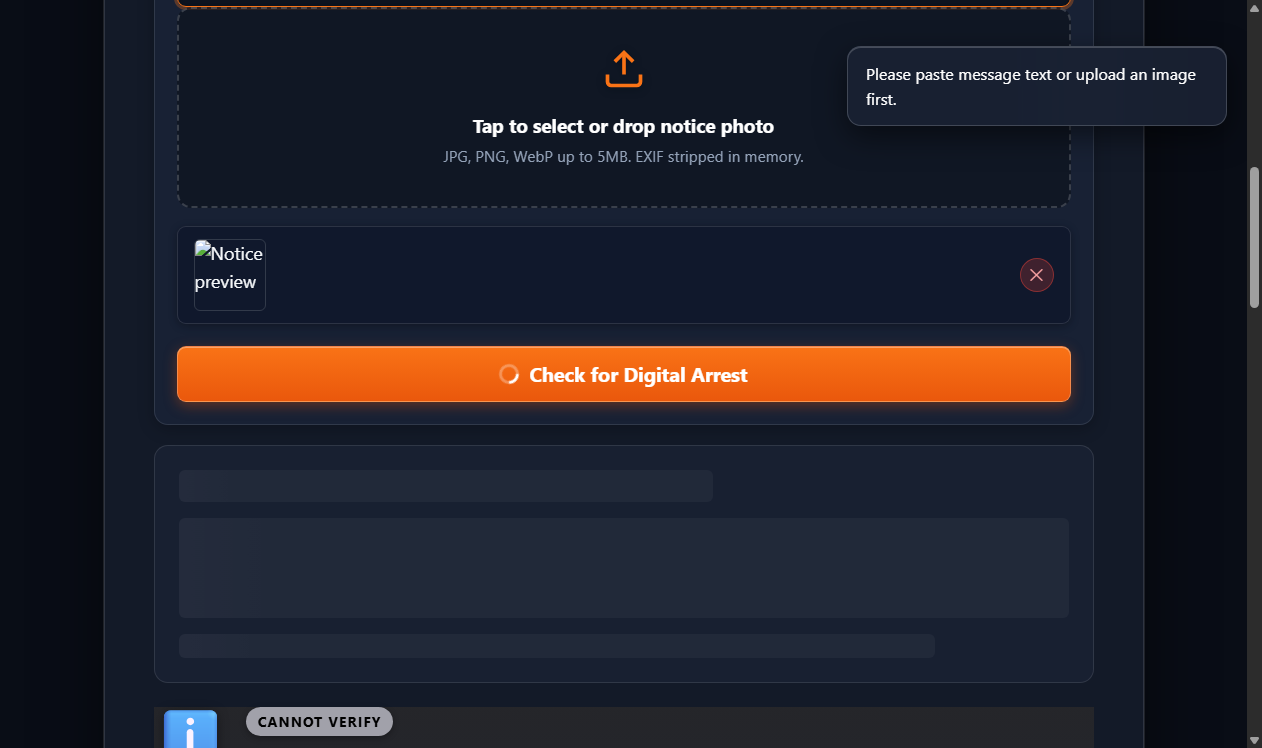 Please paste message text or upload an image
first.
Tap to select or drop notice photo
JPG, PNG, WebP up to 5MB. EXIF stripped in memory.
Notice
preview
Check for Digital Arrest
CANNOT VERIFY